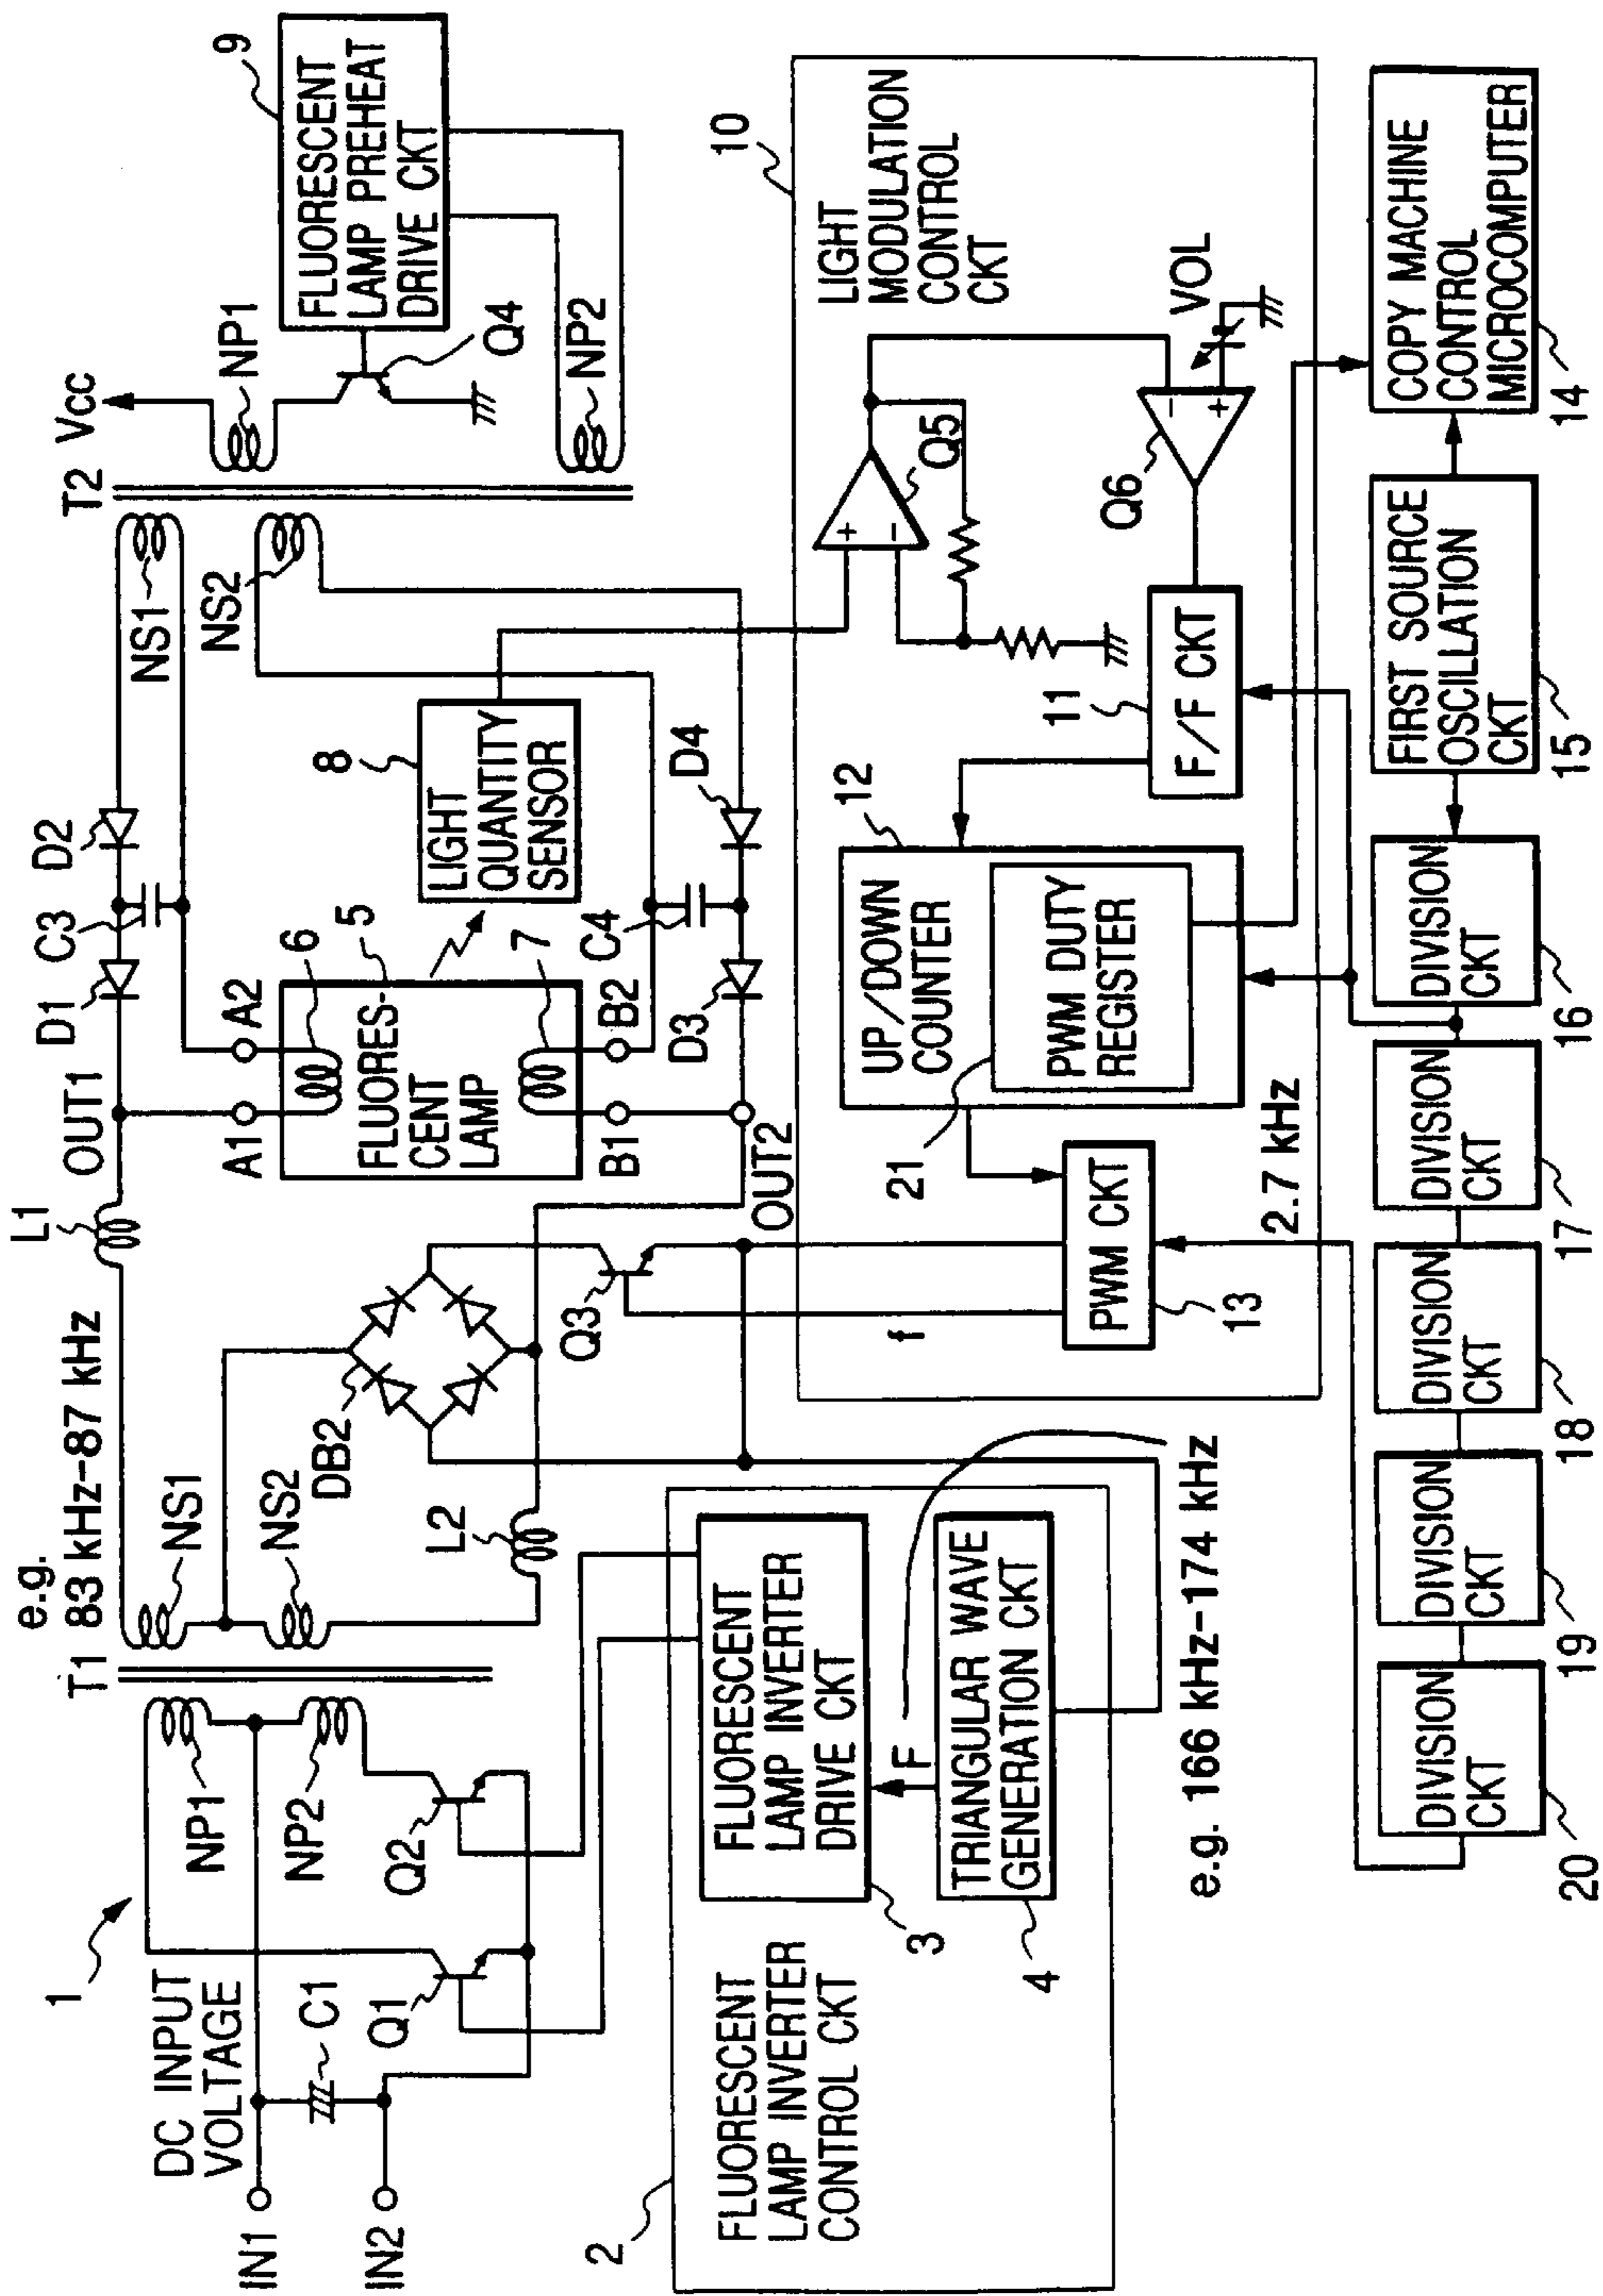 1
DC INPUT
VOLTAGE
IN1
IN2
C1
Q1
Q2
NP1
NP2
T1
e.g.
83 kHz-87 kHz
NS1
NS2
DB2
L1
L2
OUT1
OUT2
Q3
D1
C3
D2
A1
A2
6
5
FLUORES-
CENT
LAMP
7
B1
B2
D3
C4
D4
8
LIGHT
QUANTITY
SENSOR
NS1
NS2
T2
Vcc
NP1
NP2
Q4
9
FLUORESCENT
LAMP PREHEAT
DRIVE CKT
2
FLUORESCENT
LAMP INVERTER
CONTROL CKT
FLUORESCENT
LAMP INVERTER
DRIVE CKT
3
F
TRIANGULAR WAVE
GENERATION CKT
4
e.g. 166 kHz-174 kHz
10
LIGHT
MODULATION
CONTROL
CKT
f
PWM CKT
13
2.7 kHz
12
UP/DOWN
COUNTER
21
PWM DUTY
REGISTER
11
F/F CKT
Q5
+
-
Q6
-
+
VOL
DIVISION
CKT
20
DIVISION
CKT
19
DIVISION
CKT
18
DIVISION
CKT
17
DIVISION
CKT
16
FIRST SOURCE
OSCILLATION
CKT
15
COPY MACHINE
CONTROL
MICROCOMPUTER
14